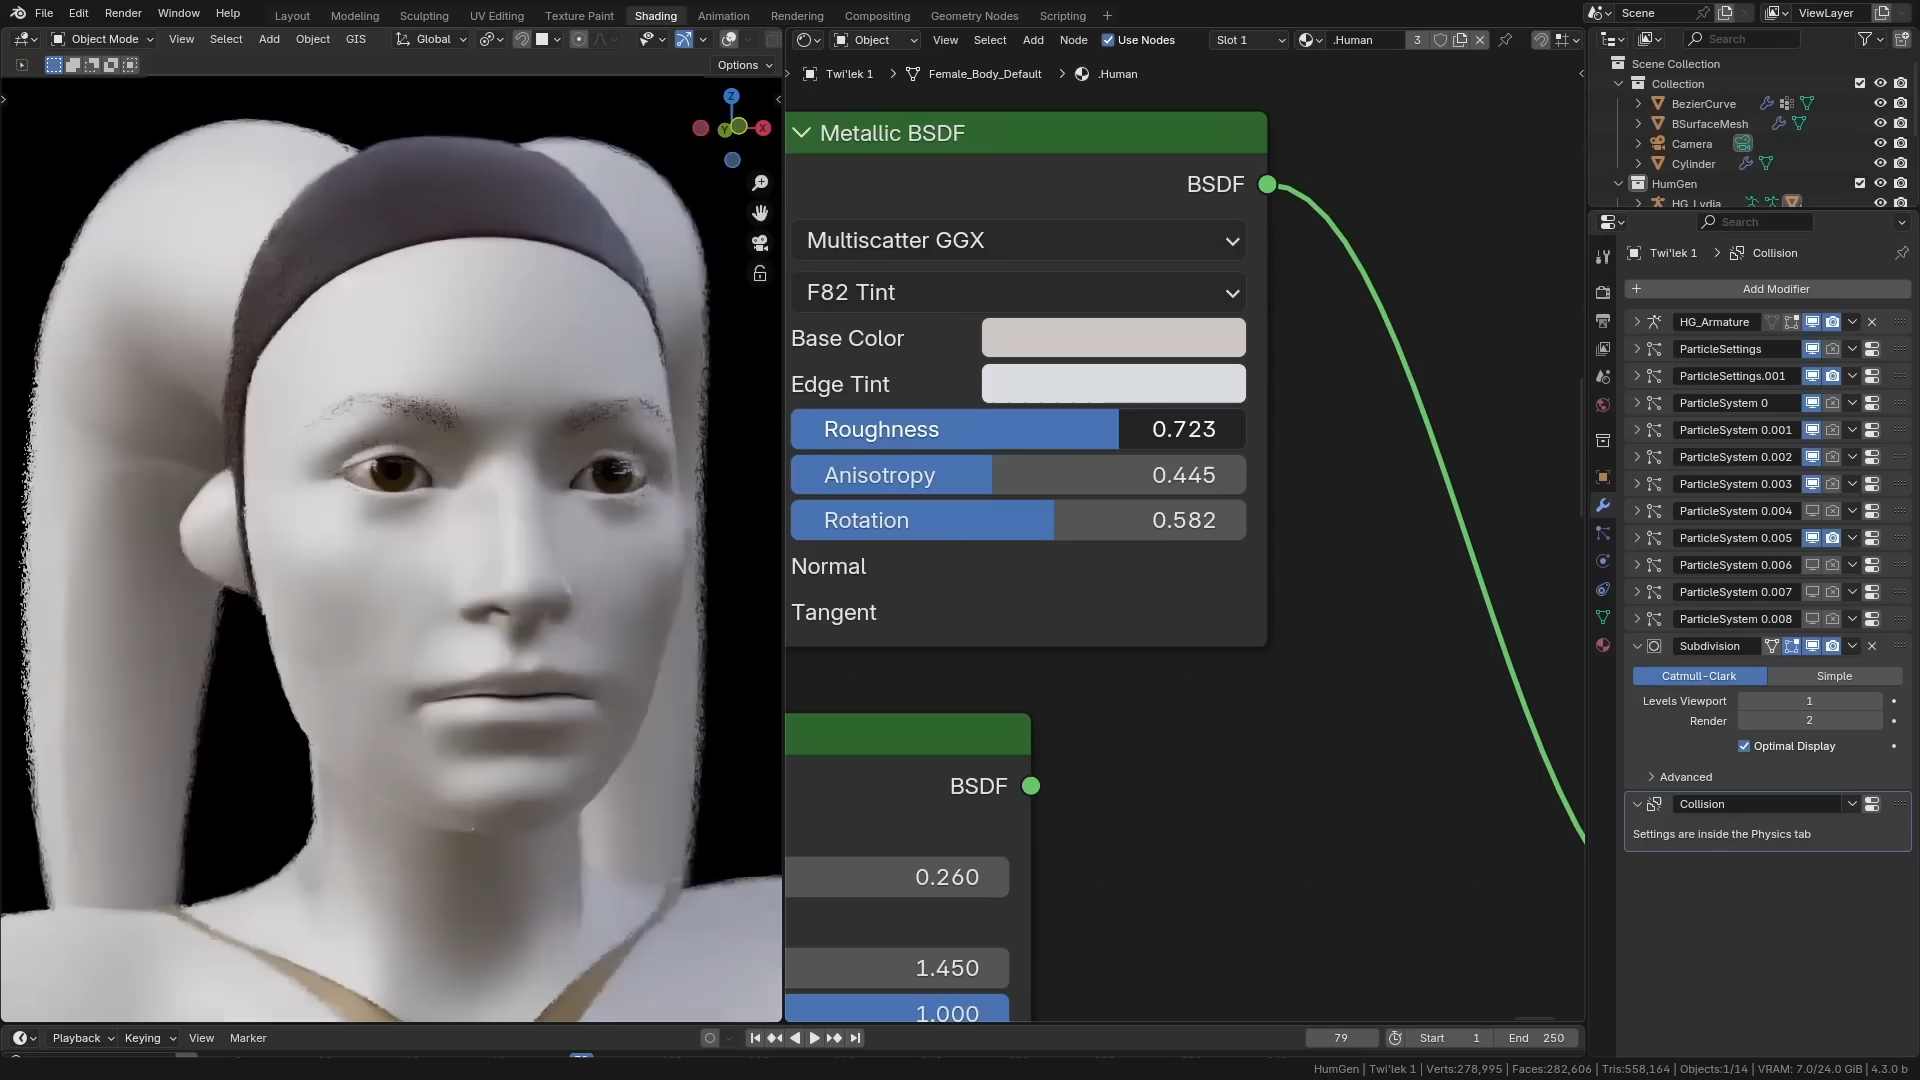 File Edit Render Window Help Layout Modeling Sculpting UV Editing Texture Paint Shading Animation Rendering Compositing Geometry Nodes Scripting + Scene ViewLayer
Object Mode View Select Add Object GIS Global
Options
Z
Y X
Object View Select Add Node Use Nodes Slot 1 .Human 3
Twi'lek 1 > Female_Body_Default > .Human
Metallic BSDF
BSDF
Multiscatter GGX
F82 Tint
Base Color
Edge Tint
Roughness 0.723
Anisotropy 0.445
Rotation 0.582
Normal
Tangent
BSDF
0.260
1.450
1.000
Search
Scene Collection
Collection
BezierCurve
BSurfaceMesh
Camera
Cylinder
HumGen
HG_Lydia
Search
Twi'lek 1 > Collision
+ Add Modifier
HG_Armature
ParticleSettings
ParticleSettings.001
ParticleSystem 0
ParticleSystem 0.001
ParticleSystem 0.002
ParticleSystem 0.003
ParticleSystem 0.004
ParticleSystem 0.005
ParticleSystem 0.006
ParticleSystem 0.007
ParticleSystem 0.008
Subdivision
Catmull-Clark Simple
Levels Viewport 1
Render 2
Optimal Display
Advanced
Collision
Settings are inside the Physics tab
Playback Keying View Marker 79 Start 1 End 250
HumGen | Twi'lek 1 | Verts:278,995 | Faces:282,606 | Tris:558,164 | Objects:1/14 | VRAM: 7.0/24.0 GiB | 4.3.0 b